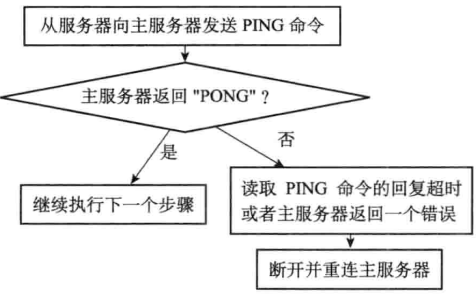 从服务器向主服务器发送 PING 命令
主服务器返回 "PONG" ?
是
否
继续执行下一个步骤
读取 PING 命令的回复超时
或者主服务器返回一个错误
断开并重连主服务器